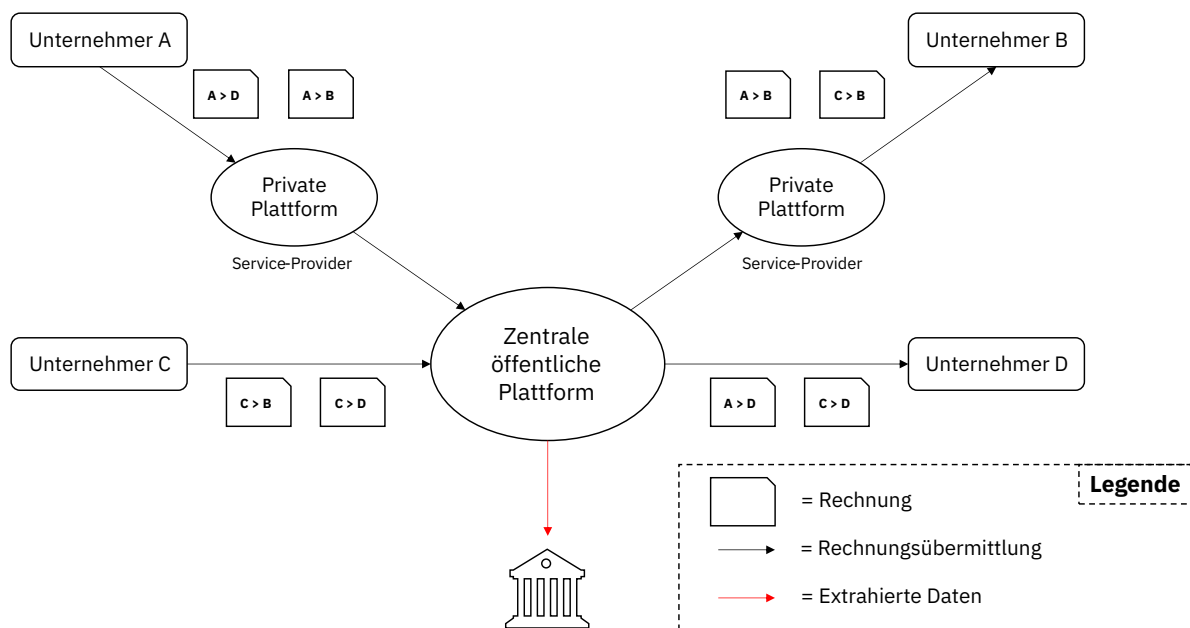 Unternehmer A
Unternehmer B
A > D
A > B
A > B
C > B
Private
Plattform
Private
Plattform
Service-Provider
Service-Provider
Zentrale
öffentliche
Plattform
Unternehmer C
Unternehmer D
C > B
C > D
A > D
C > D
Legende
= Rechnung
= Rechnungsübermittlung
= Extrahierte Daten